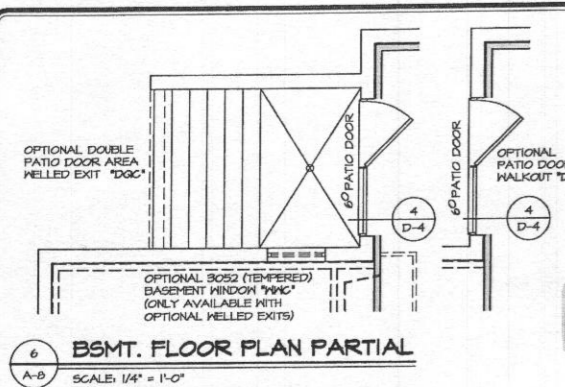 OPTIONAL DOUBLE
PATIO DOOR AREA
WELLED EXIT "DQC"
6⁰ PATIO DOOR
6⁰ PATIO DOOR
OPTIONAL
PATIO DOO
WALKOUT "D
4
D-4
4
D-4
OPTIONAL 3052 (TEMPERED)
BASEMENT WINDOW "WWC"
(ONLY AVAILABLE WITH
OPTIONAL WELLED EXITS)
6
A-8
BSMT. FLOOR PLAN PARTIAL
SCALE: 1/4" = 1'-0"